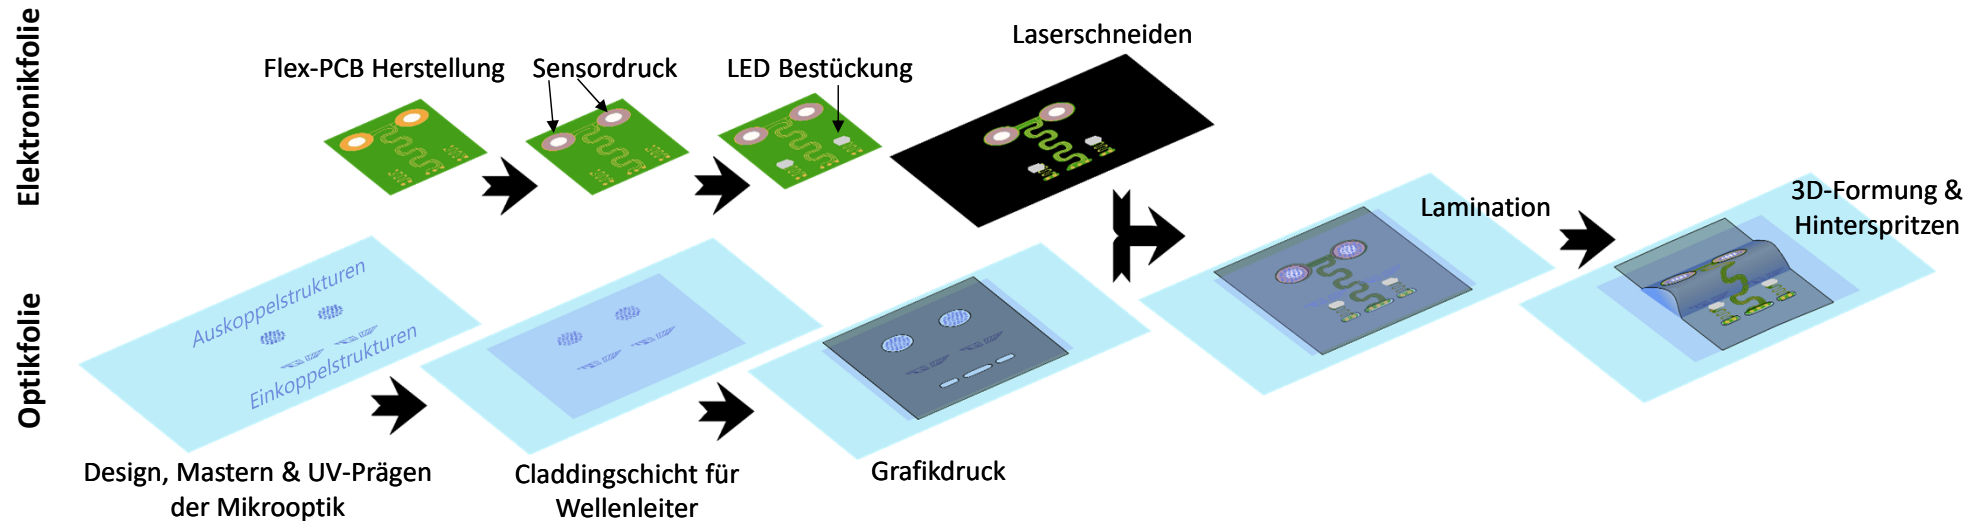 Elektronikfolie
Flex-PCB Herstellung
Sensordruck
LED Bestückung
Laserschneiden
Optikfolie
Auskoppelstrukturen
Einkoppelstrukturen
Design, Mastern & UV-Prägen
der Mikrooptik
Claddingschicht für
Wellenleiter
Grafikdruck
Lamination
3D-Formung &
Hinterspritzen